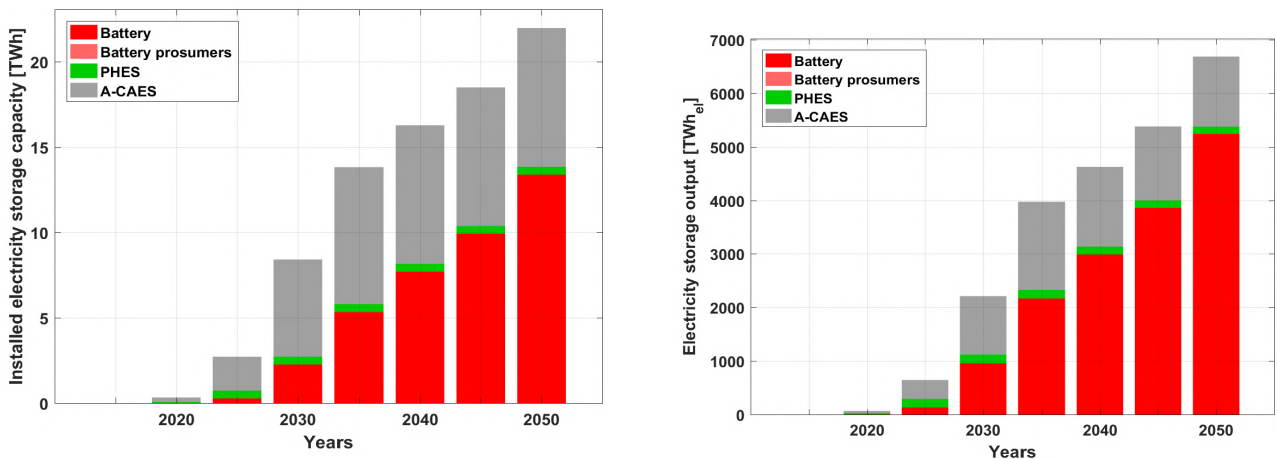 Installed electricity storage capacity [TWh]
20
15
10
5
0
Battery
Battery prosumers
PHES
A-CAES
2020 2030 2040 2050
Years
Electricity storage output [TWh_el]
7000
6000
5000
4000
3000
2000
1000
0
Battery
Battery prosumers
PHES
A-CAES
2020 2030 2040 2050
Years